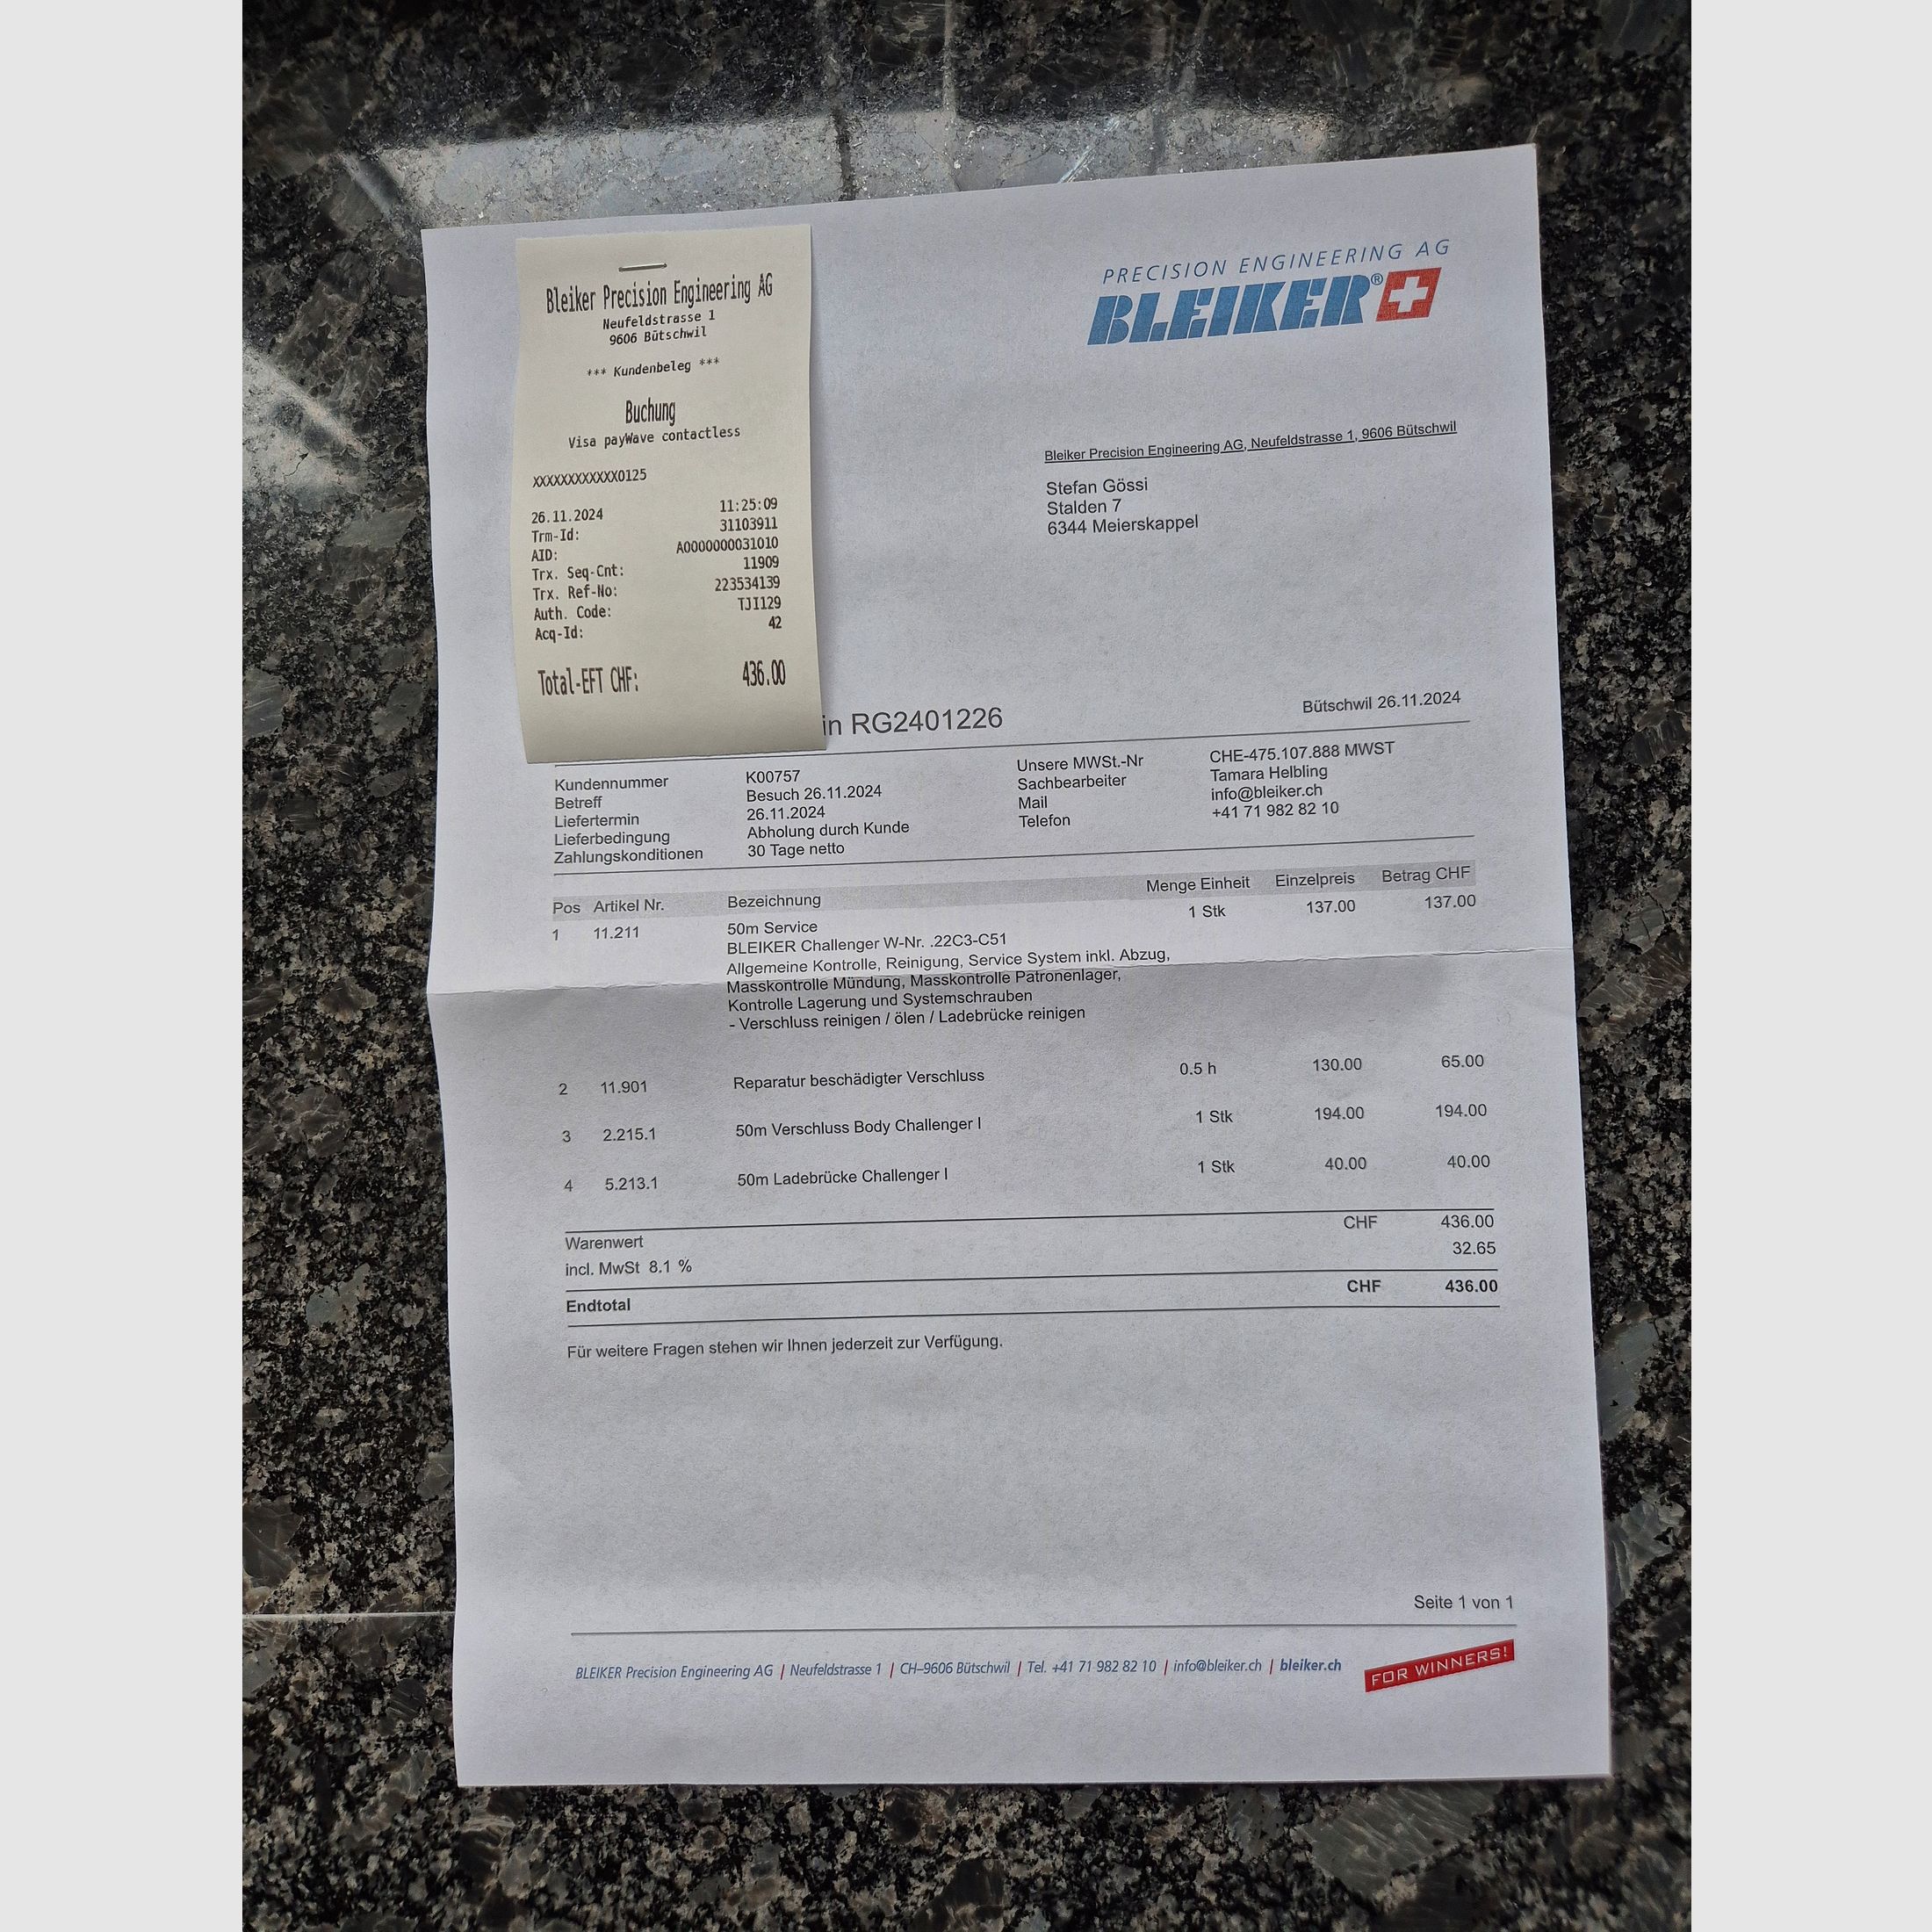 Bleiker Precision Engineering AG
Neufeldstrasse 1
9606 Bütschwil
*** Kundenbeleg ***
Buchung
Visa payWave contactless
XXXXXXXXXXXX0125
26.11.2024 11:25:09
Trm-Id: 31103911
AID: A0000000031010
Trx. Seq-Cnt: 11909
Trx. Ref-No: 223534139
Auth. Code: TJI129
Acq-Id: 42
Total-EFT CHF: 436.00
PRECISION ENGINEERING AG
BLEIKER®
Bleiker Precision Engineering AG, Neufeldstrasse 1, 9606 Bütschwil
Stefan Gössi
Stalden 7
6344 Meierskappel
in RG2401226
Bütschwil 26.11.2024
Kundennummer K00757
Betreff Besuch 26.11.2024
Liefertermin 26.11.2024
Lieferbedingung Abholung durch Kunde
Zahlungskonditionen 30 Tage netto
Unsere MWSt.-Nr CHE-475.107.888 MWST
Sachbearbeiter Tamara Helbling
Mail info@bleiker.ch
Telefon +41 71 982 82 10
Pos Artikel Nr. Bezeichnung Menge Einheit Einzelpreis Betrag CHF
1 11.211 50m Service 1 Stk 137.00 137.00
BLEIKER Challenger W-Nr. .22C3-C51
Allgemeine Kontrolle, Reinigung, Service System inkl. Abzug,
Masskontrolle Mündung, Masskontrolle Patronenlager,
Kontrolle Lagerung und Systemschrauben
- Verschluss reinigen / ölen / Ladebrücke reinigen
2 11.901 Reparatur beschädigter Verschluss 0.5 h 130.00 65.00
3 2.215.1 50m Verschluss Body Challenger I 1 Stk 194.00 194.00
4 5.213.1 50m Ladebrücke Challenger I 1 Stk 40.00 40.00
Warenwert CHF 436.00
incl. MwSt 8.1 % 32.65
Endtotal CHF 436.00
Für weitere Fragen stehen wir Ihnen jederzeit zur Verfügung.
Seite 1 von 1
BLEIKER Precision Engineering AG | Neufeldstrasse 1 | CH–9606 Bütschwil | Tel. +41 71 982 82 10 | info@bleiker.ch | bleiker.ch
FOR WINNERS!